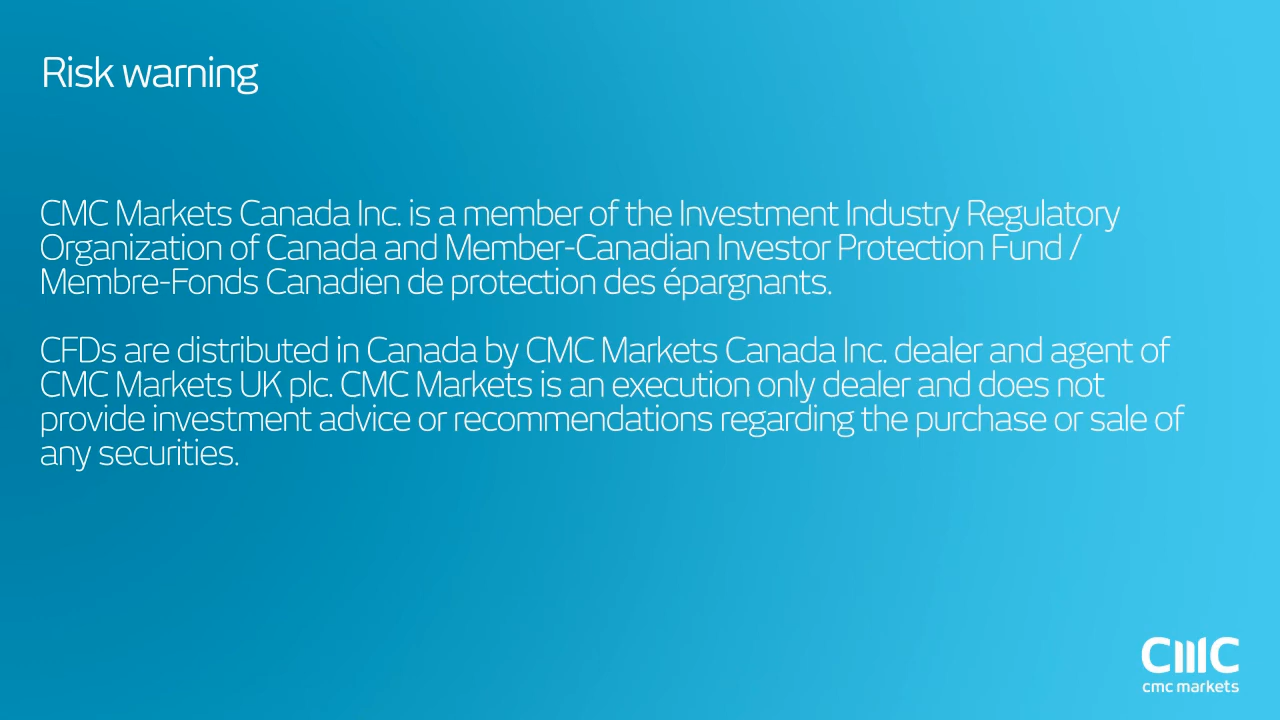 Risk warning
CMC Markets Canada Inc. is a member of the Investment Industry Regulatory
Organization of Canada and Member-Canadian Investor Protection Fund /
Membre-Fonds Canadien de protection des épargnants.
CFDs are distributed in Canada by CMC Markets Canada Inc. dealer and agent of
CMC Markets UK plc. CMC Markets is an execution only dealer and does not
provide investment advice or recommendations regarding the purchase or sale of
any securities.
CMC
cmc markets